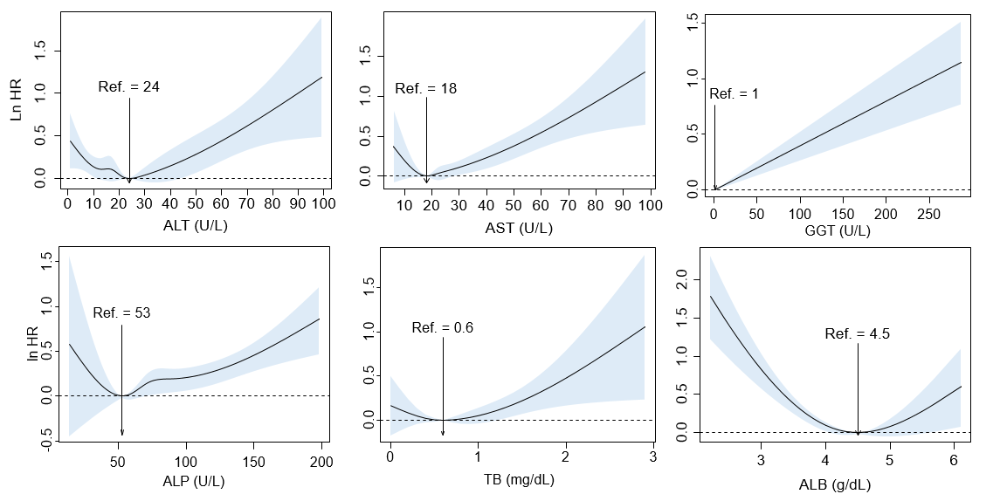 Ln HR
0.0 0.5 1.0 1.5
Ref. = 24
0 10 20 30 40 50 60 70 80 90 100
ALT (U/L)
0.0 0.5 1.0 1.5
Ref. = 18
10 20 30 40 50 60 70 80 90 100
AST (U/L)
0.0 0.5 1.0 1.5
Ref. = 1
0 50 100 150 200 250
GGT (U/L)
ln HR
-0.5 0.0 0.5 1.0 1.5
Ref. = 53
50 100 150 200
ALP (U/L)
0.0 0.5 1.0 1.5
Ref. = 0.6
0 1 2 3
TB (mg/dL)
0.0 0.5 1.0 1.5 2.0
Ref. = 4.5
3 4 5 6
ALB (g/dL)